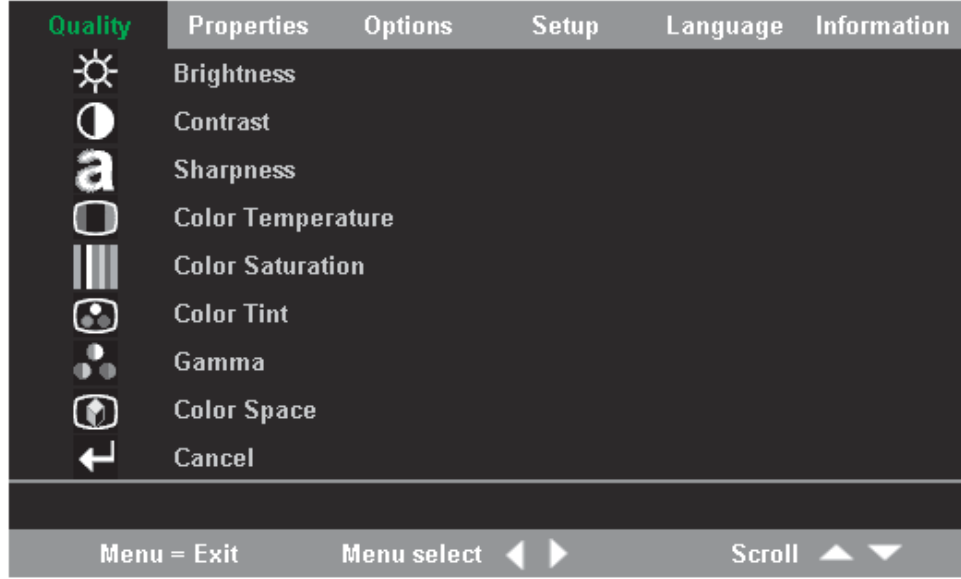 Quality Properties Options Setup Language Information
Brightness
Contrast
a Sharpness
Color Temperature
Color Saturation
Color Tint
Gamma
Color Space
Cancel
Menu = Exit Menu select Scroll